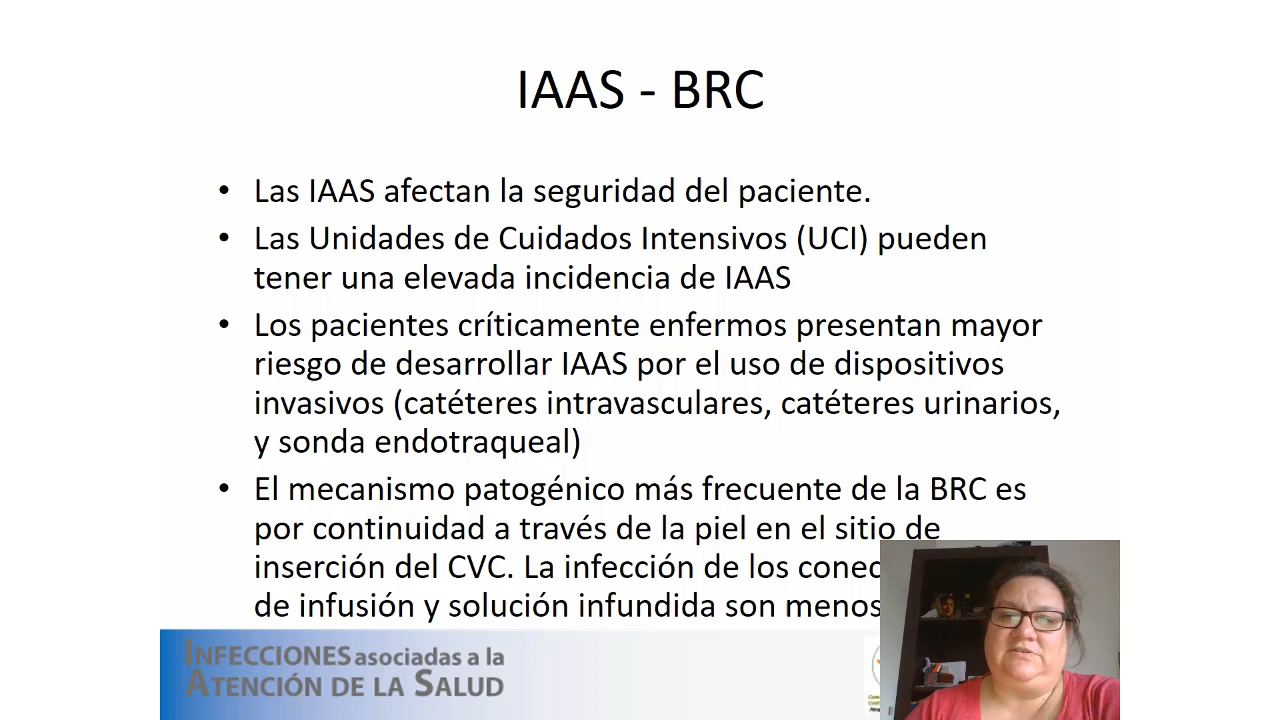 IAAS - BRC
• Las IAAS afectan la seguridad del paciente.
• Las Unidades de Cuidados Intensivos (UCI) pueden
tener una elevada incidencia de IAAS
• Los pacientes críticamente enfermos presentan mayor
riesgo de desarrollar IAAS por el uso de dispositivos
invasivos (catéteres intravasculares, catéteres urinarios,
y sonda endotraqueal)
• El mecanismo patogénico más frecuente de la BRC es
por continuidad a través de la piel en el sitio de
inserción del CVC. La infección de los conec
de infusión y solución infundida son menos
INFECCIONES asociadas a la
ATENCIÓN DE LA SALUD